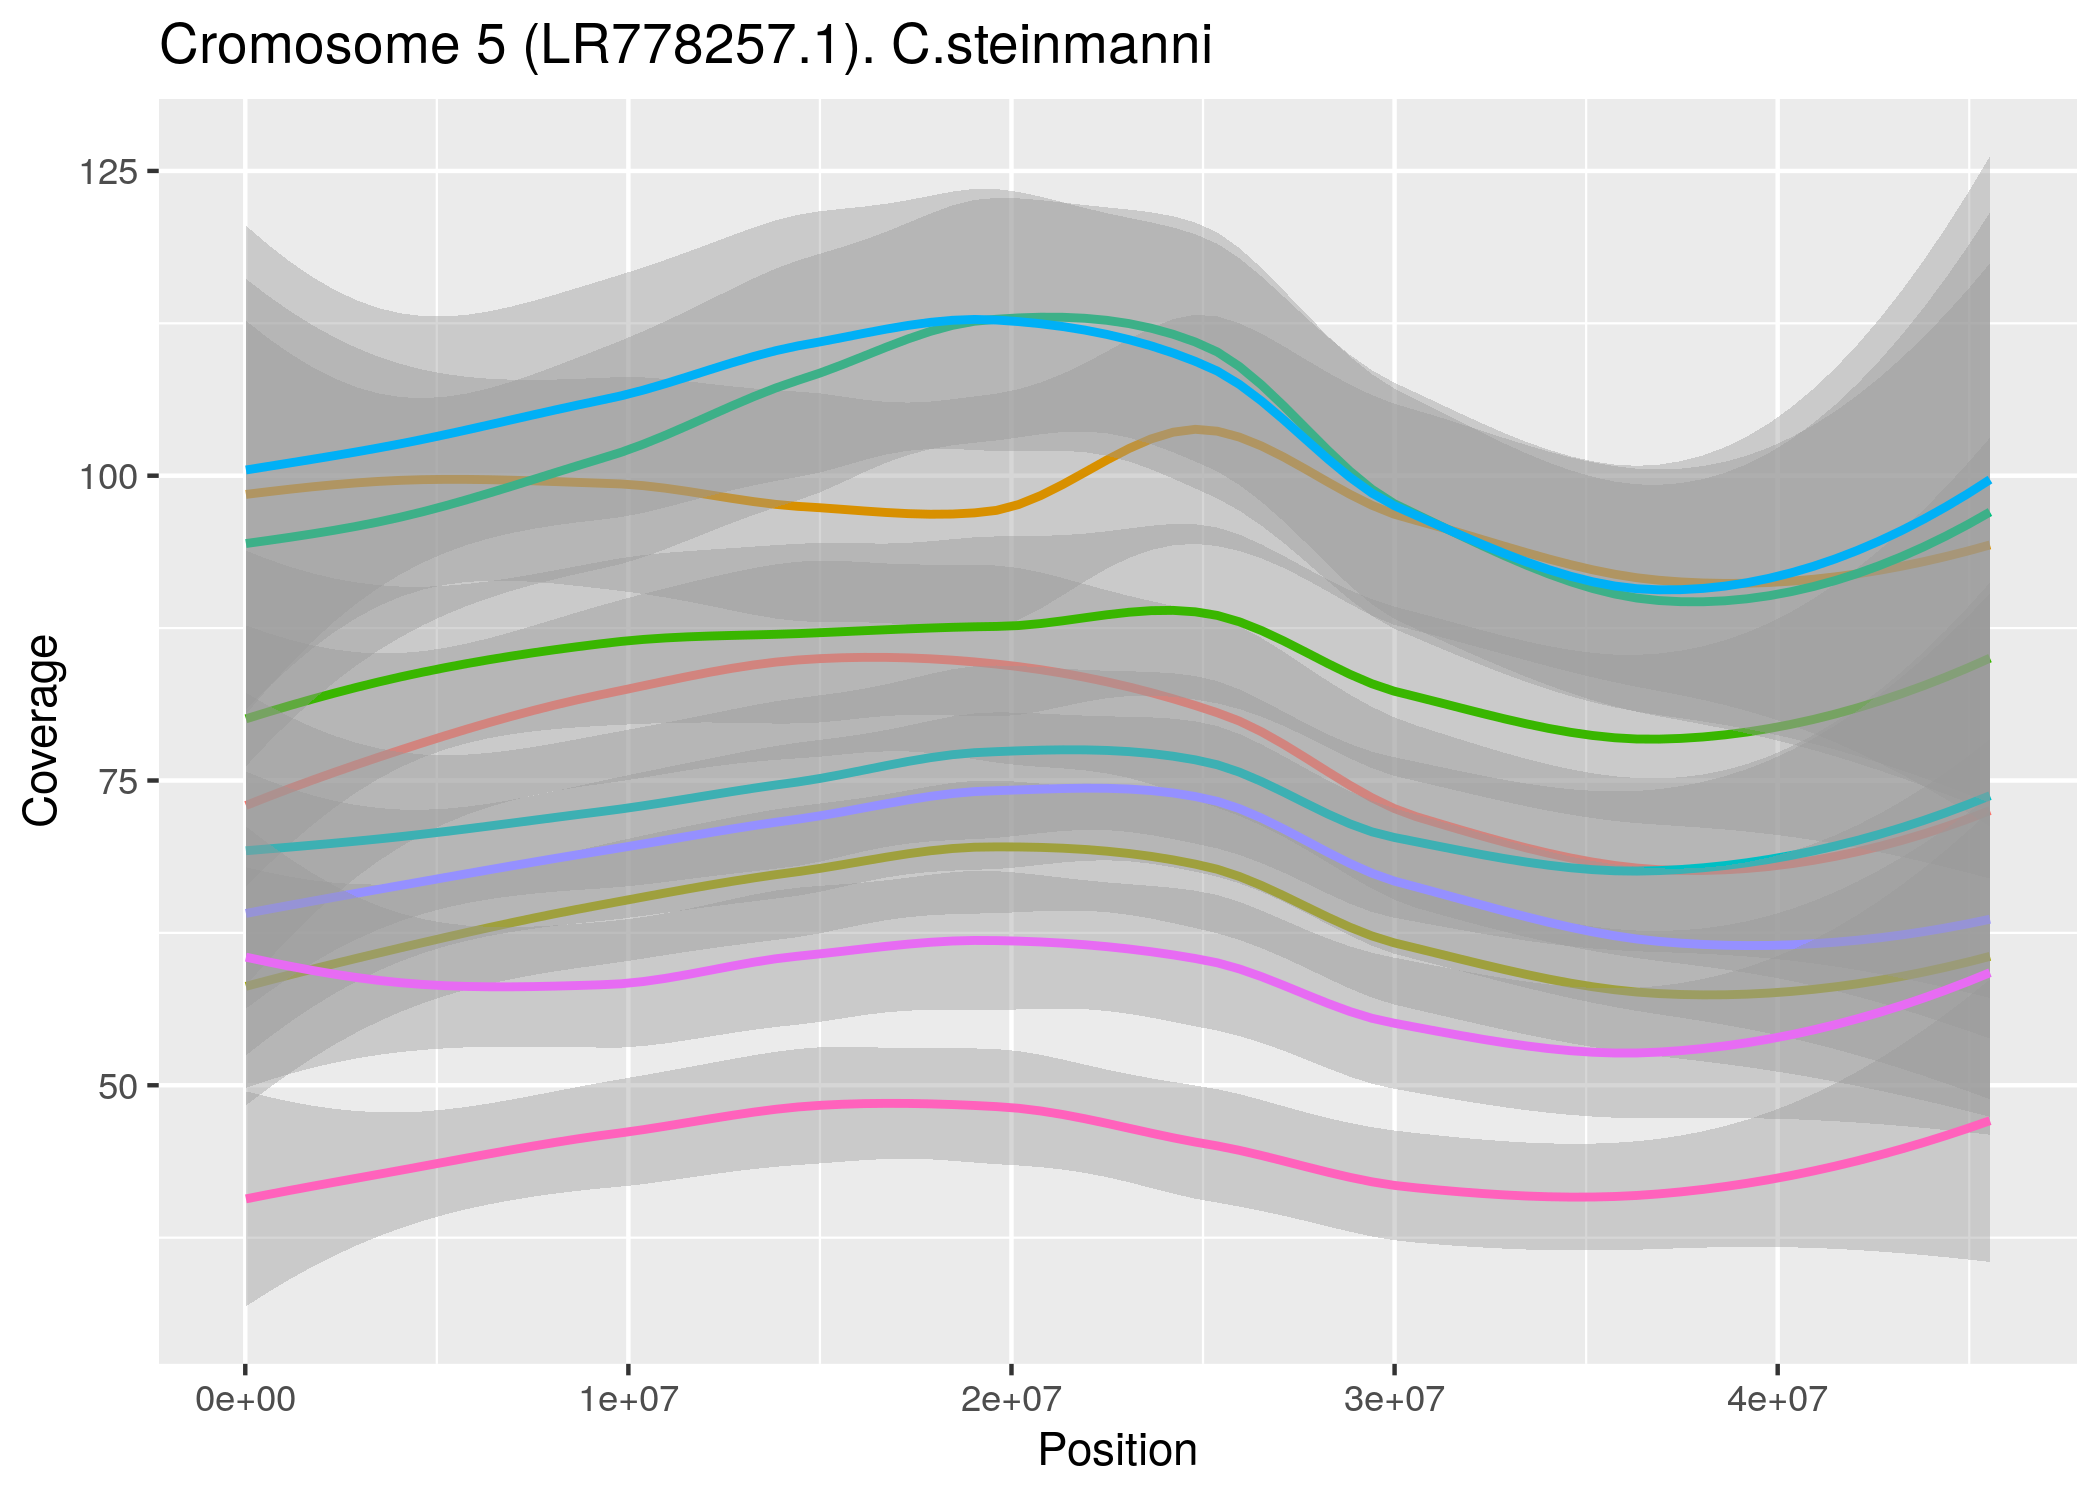 Cromosome 5 (LR778257.1). C.steinmanni
125
100
75
50
Coverage
0e+00 1e+07 2e+07 3e+07 4e+07
Position